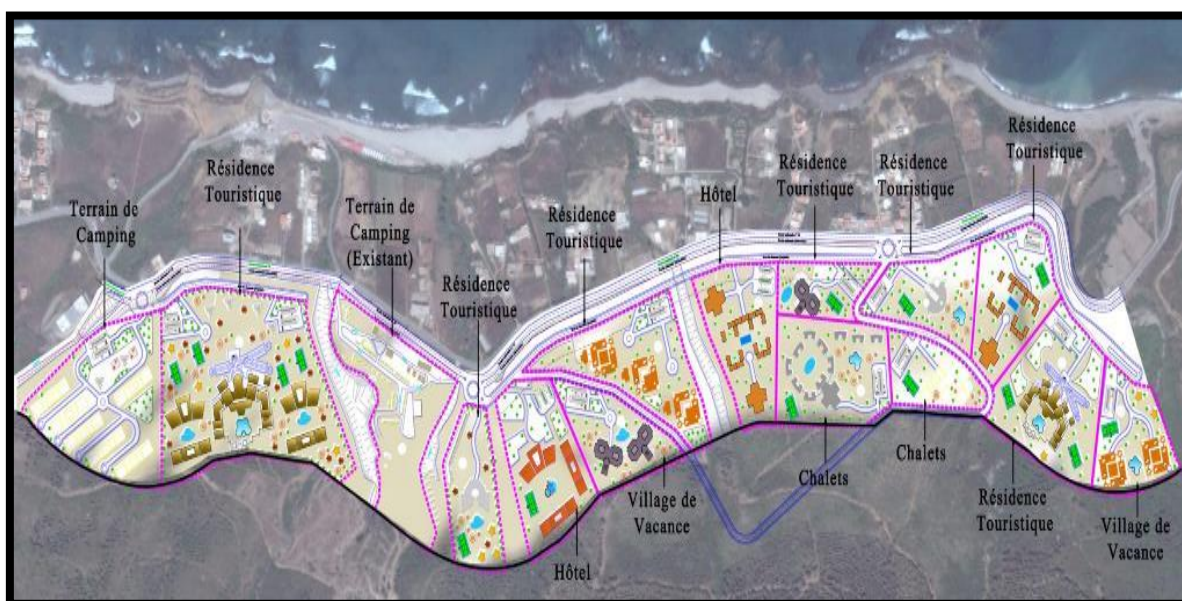 Terrain de
Camping
Résidence
Touristique
Terrain de
Camping
(Existant)
Résidence
Touristique
Résidence
Touristique
Hôtel
Résidence
Touristique
Résidence
Touristique
Résidence
Touristique
Hôtel
Village de
Vacance
Chalets
Chalets
Résidence
Touristique
Village de
Vacance